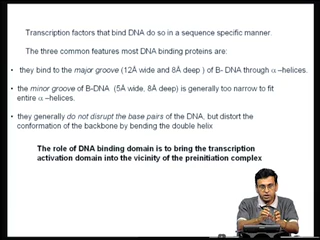 Transcription factors that bind DNA do so in a sequence specific manner.
The three common features most DNA binding proteins are:
• they bind to the major groove (12Å wide and 8Å deep ) of B- DNA through α –helices.
• the minor groove of B-DNA (5Å wide, 8Å deep) is generally too narrow to fit
entire α –helices.
• they generally do not disrupt the base pairs of the DNA, but distort the
conformation of the backbone by bending the double helix
The role of DNA binding domain is to bring the transcription
activation domain into the vicinity of the preinitiation complex